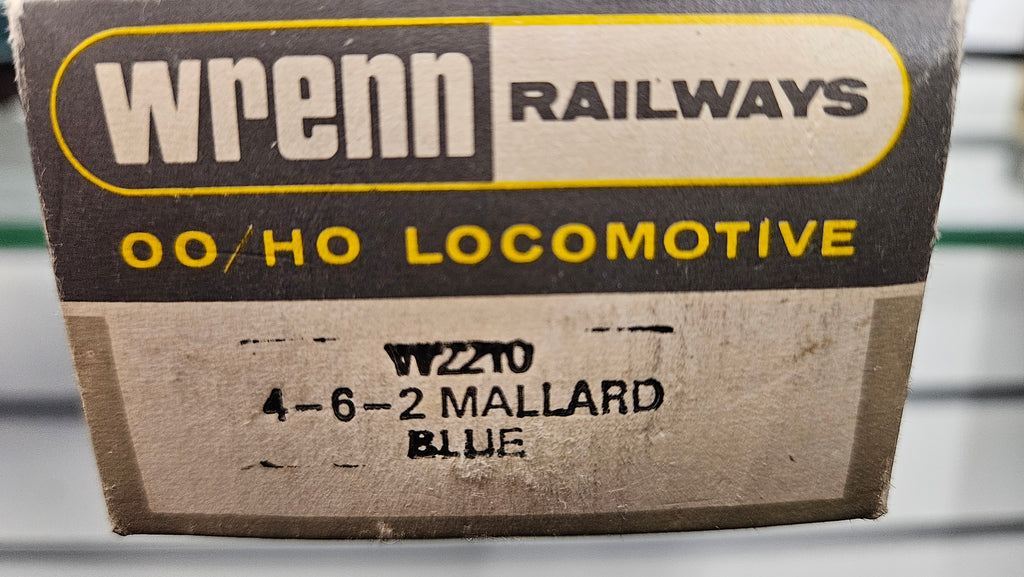 wrenn RAILWAYS
OO/HO LOCOMOTIVE
W2210
4-6-2 MALLARD
BLUE